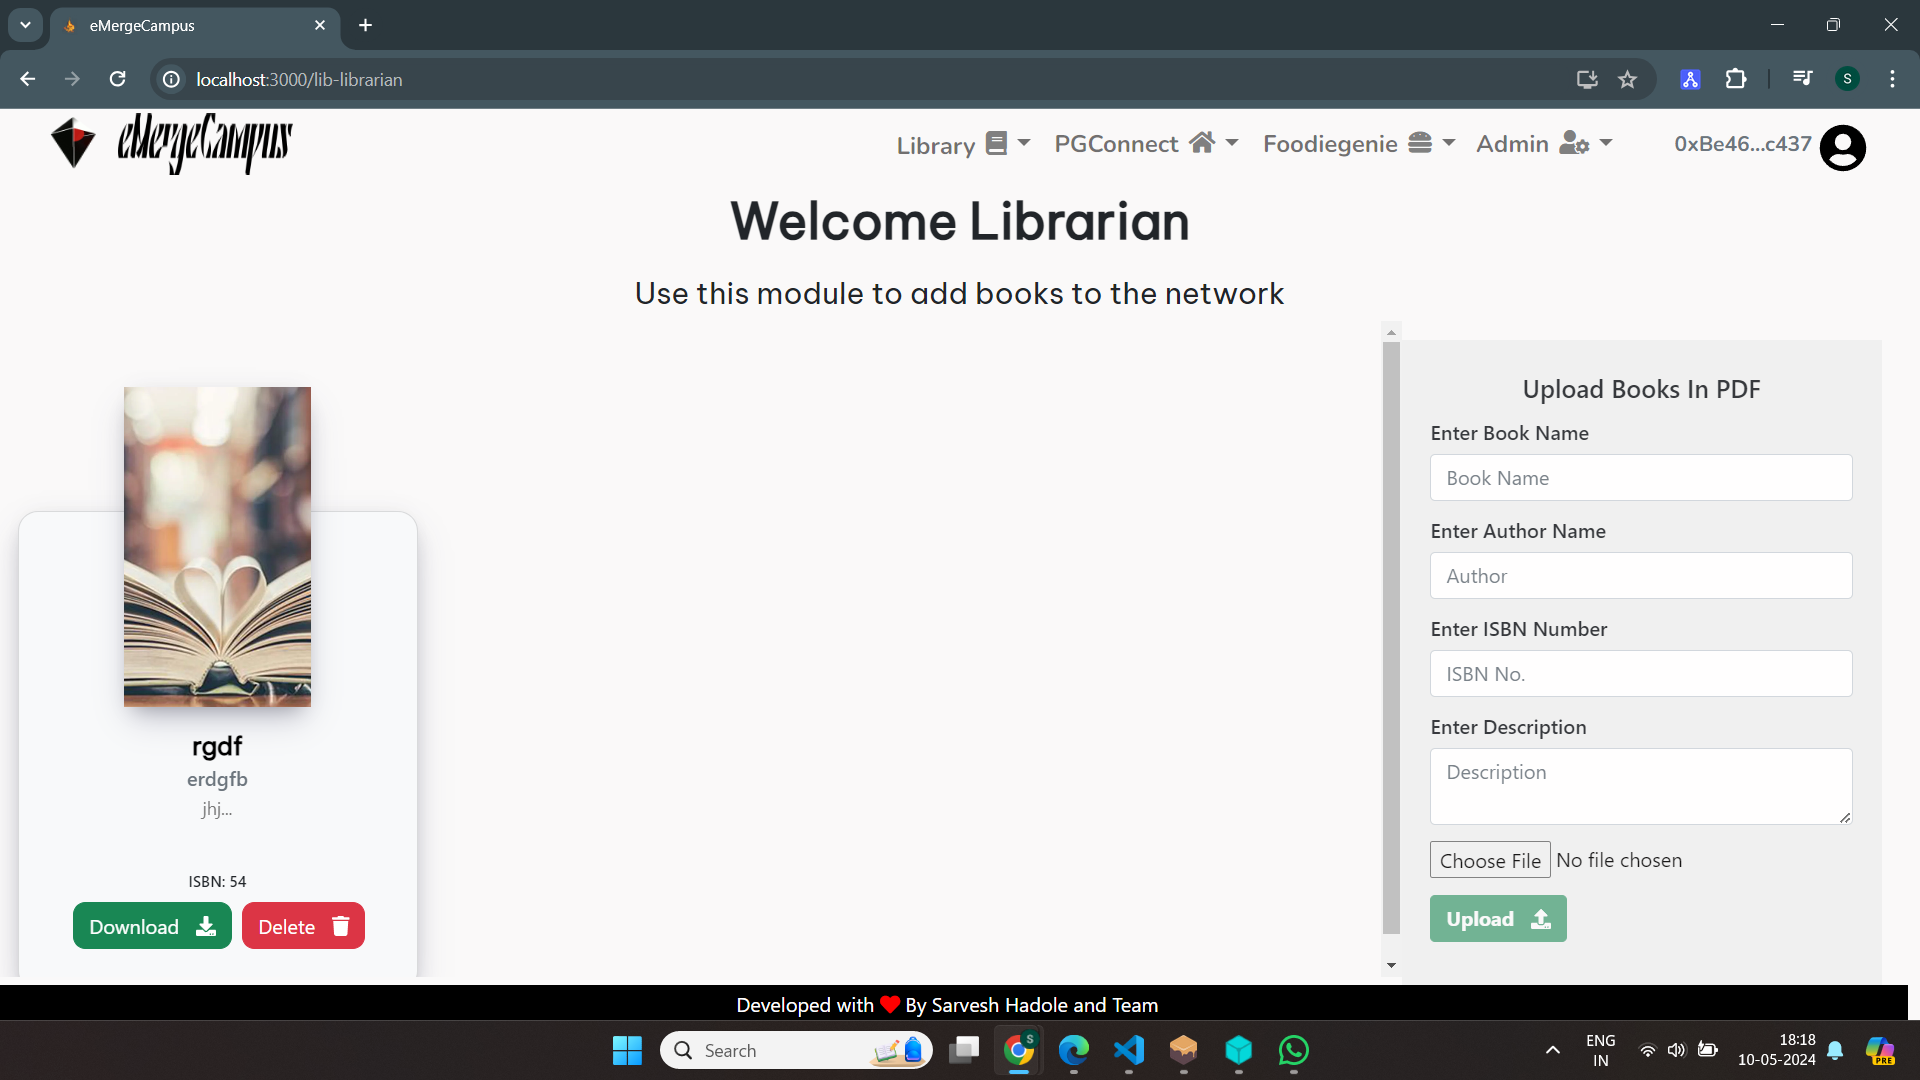 eMergeCampus
localhost:3000/lib-librarian
S
eMergeCampus
Library
PGConnect
Foodiegenie
Admin
0xBe46...c437
Welcome Librarian
Use this module to add books to the network
rgdf
erdgfb
jhj...
ISBN: 54
Download
Delete
Upload Books In PDF
Enter Book Name
Book Name
Enter Author Name
Author
Enter ISBN Number
ISBN No.
Enter Description
Description
Choose File No file chosen
Upload
Developed with ❤ By Sarvesh Hadole and Team
Search
S
ENG
IN
18:18
10-05-2024
PRE